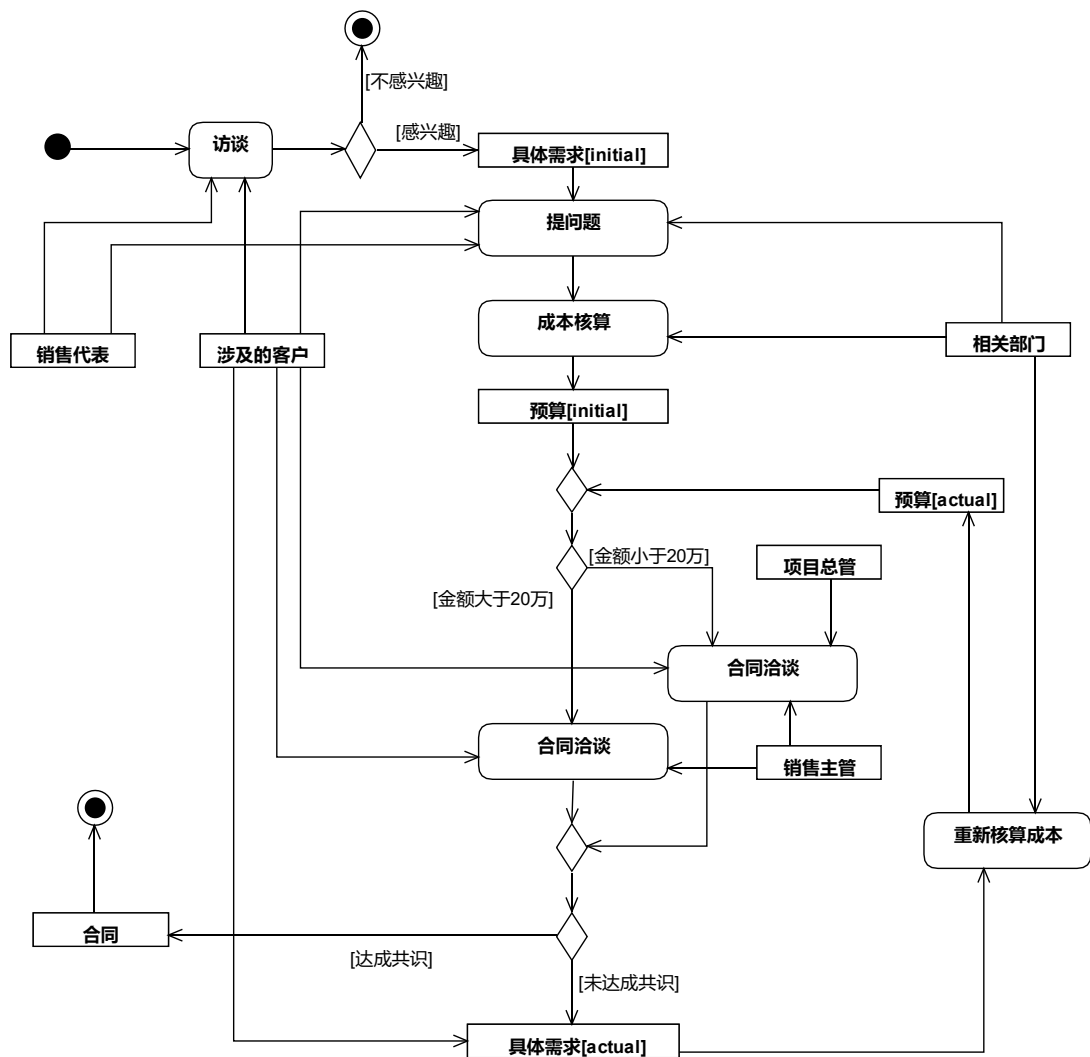 [不感兴趣]
访谈
[感兴趣]
具体需求[initial]
提问题
成本核算
销售代表
涉及的客户
相关部门
预算[initial]
预算[actual]
[金额小于20万]
项目总管
[金额大于20万]
合同洽谈
合同洽谈
销售主管
重新核算成本
合同
[达成共识]
[未达成共识]
具体需求[actual]